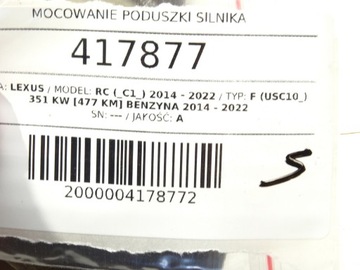 MOCOWANIE PODUSZKI SILNIKA
417877
A: LEXUS / MODEL: RC (_C1_) 2014 - 2022 / TYP: F (USC10_)
351 KW [477 KM] BENZYNA 2014 - 2022
SN: --- / JAKOŚĆ: A
2000004178772
S